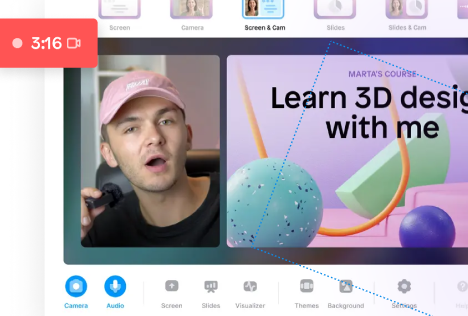 Screen Camera Screen & Cam Slides Slides & Cam
3:16
MARTA'S COURSE
Learn 3D desig
with me
Camera Audio Screen Slides Visualizer Themes Background Settings